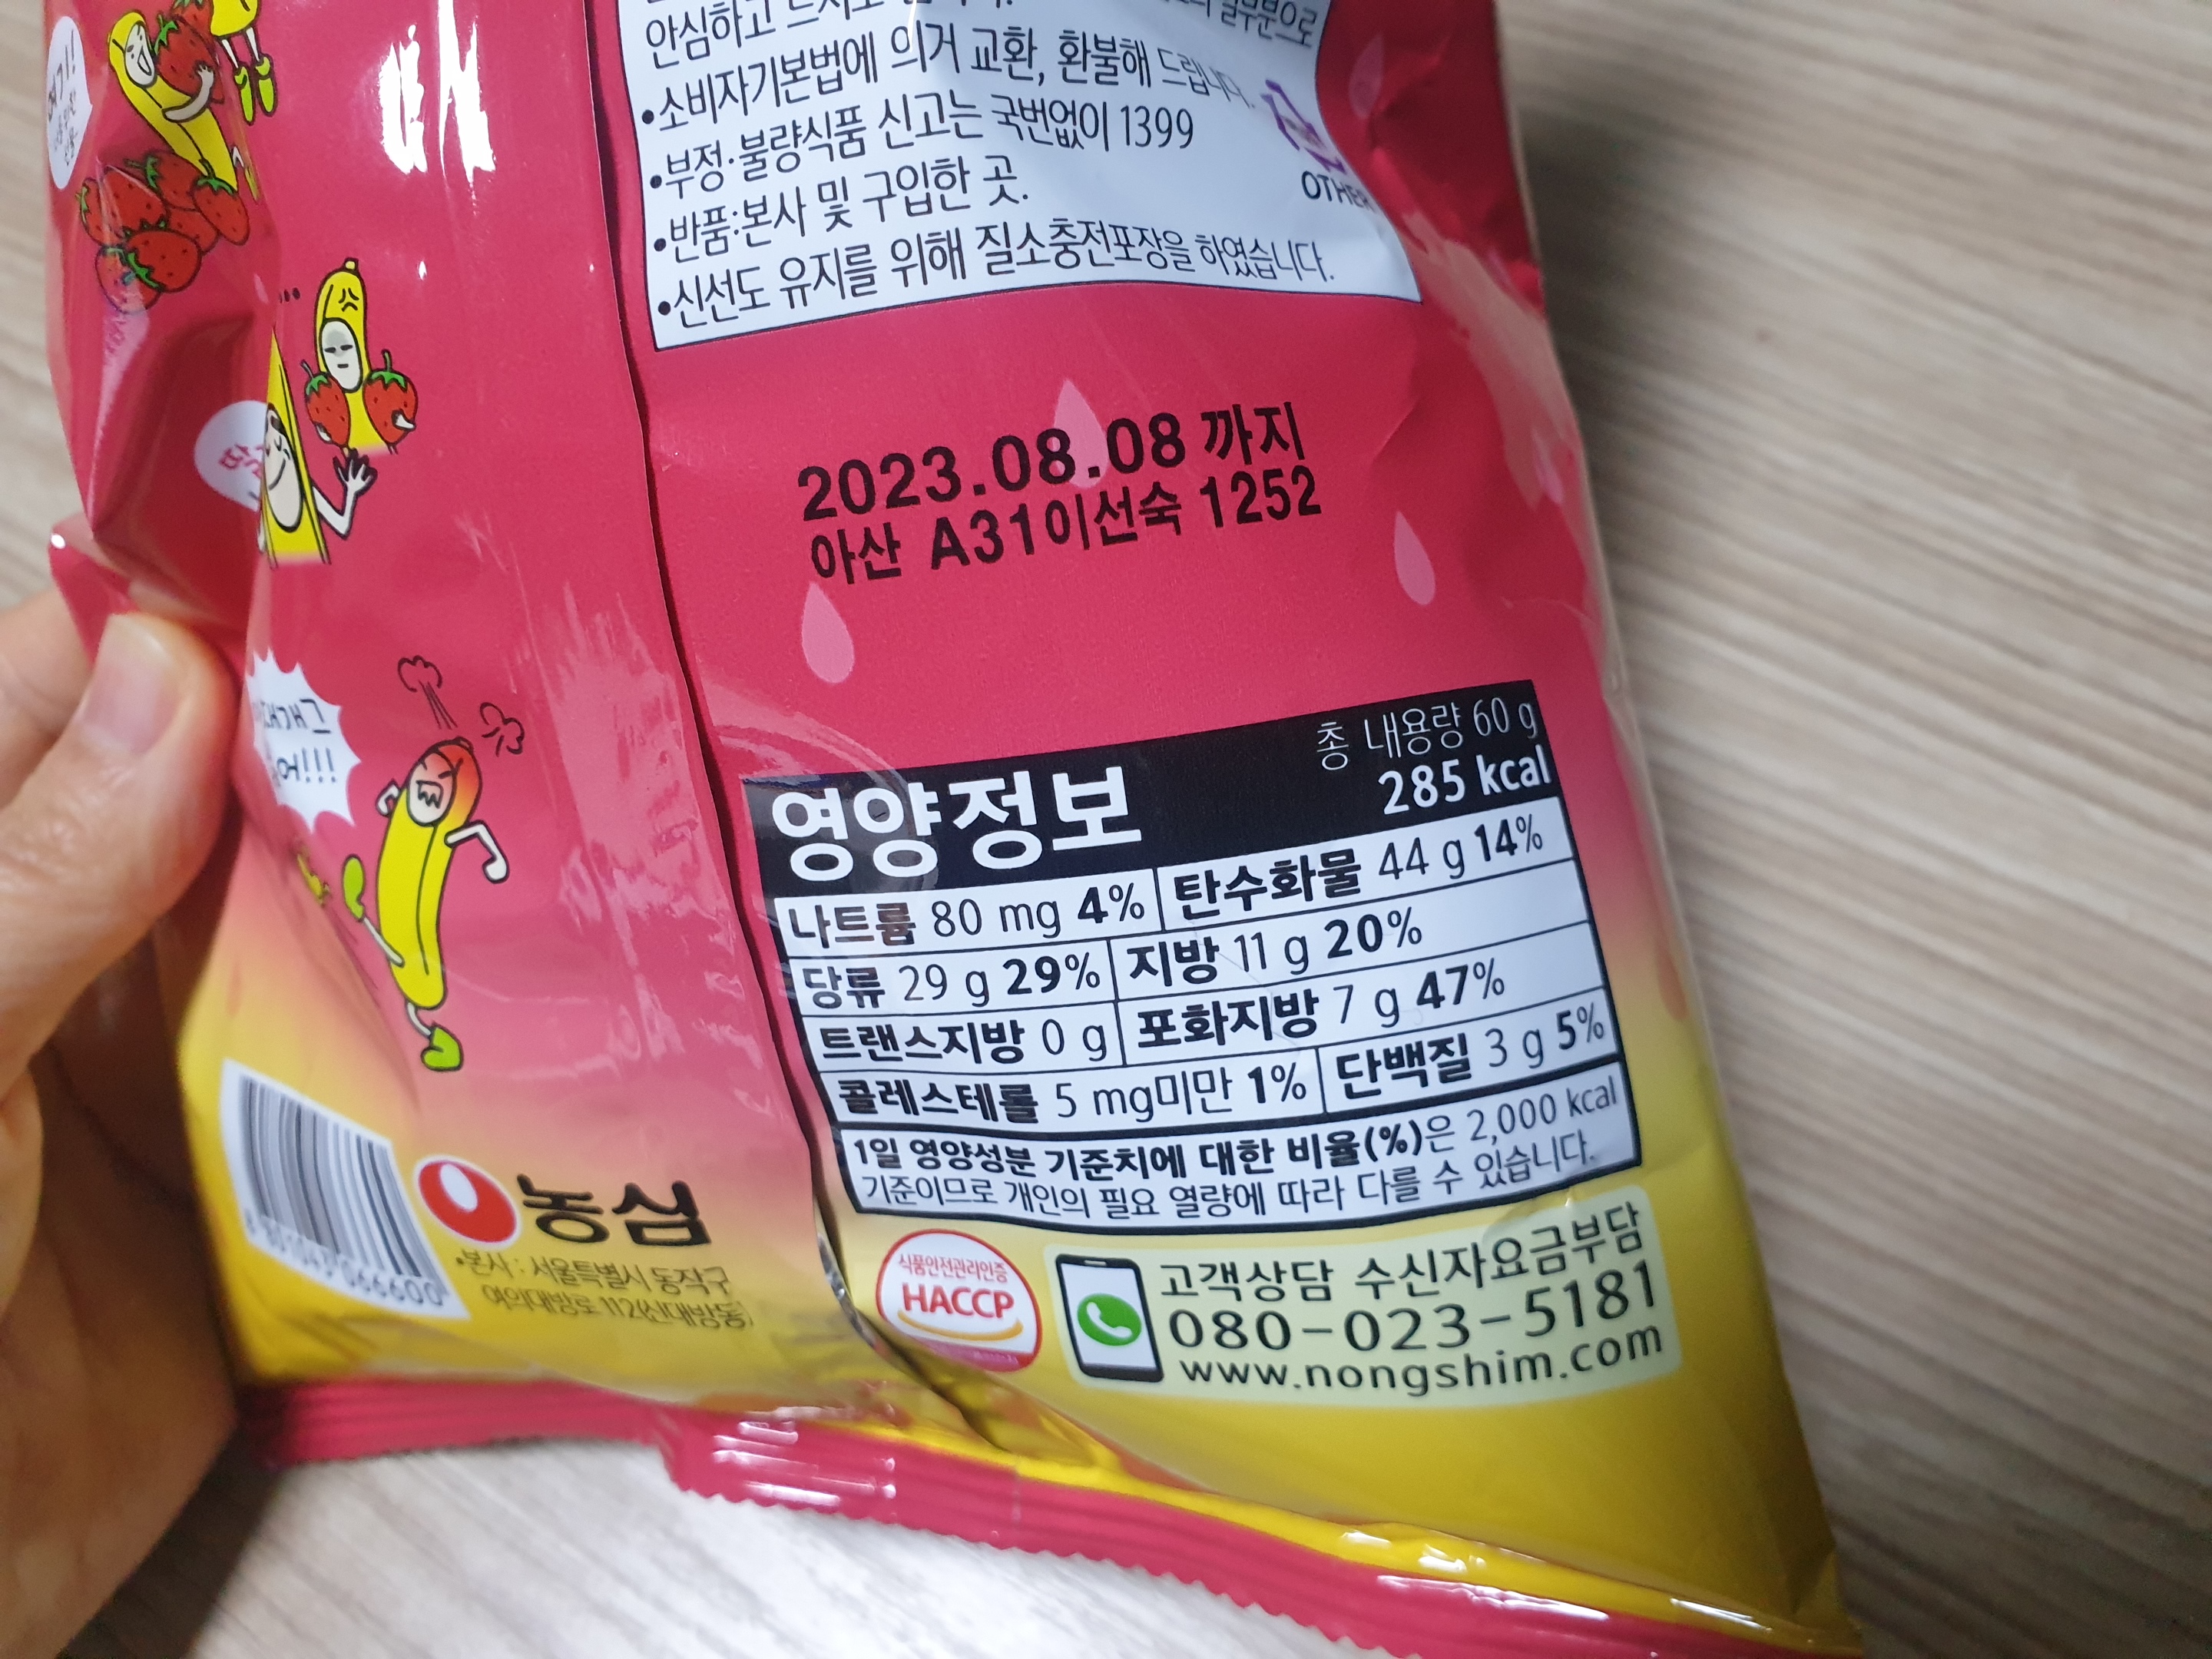 안심하고
•소비자기본법에 의거 교환, 환불해 드립니다.
•부정·불량식품 신고는 국번없이 1399
•반품:본사 및 구입한 곳.
•신선도 유지를 위해 질소충전포장을 하였습니다.
OTHER
2023.08.08 까지
아산 A31이선숙 1252
영양정보
총 내용량 60 g
285 kcal
나트륨 80 mg 4% 탄수화물 44 g 14%
당류 29 g 29% 지방 11 g 20%
트랜스지방 0 g 포화지방 7 g 47%
콜레스테롤 5 mg미만 1% 단백질 3 g 5%
1일 영양성분 기준치에 대한 비율(%)은 2,000 kcal
기준이므로 개인의 필요 열량에 따라 다를 수 있습니다.
농심
•본사 : 서울특별시 동작구
여의대방로 112(신대방동)
식품안전관리인증
HACCP
고객상담 수신자요금부담
080-023-5181
www.nongshim.com